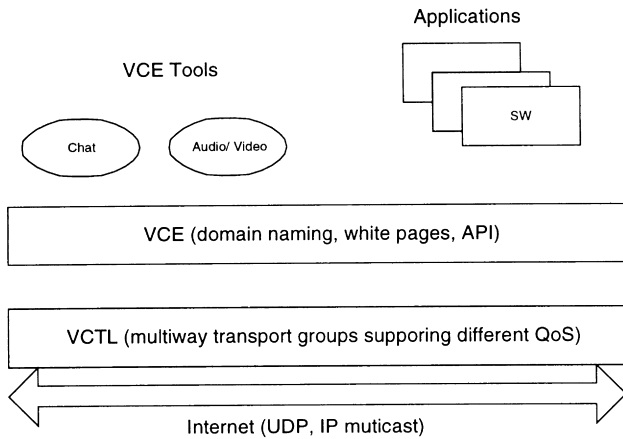 Applications
VCE Tools
SW
Chat
Audio/ Video
VCE (domain naming, white pages, API)
VCTL (multiway transport groups supporing different QoS)
Internet (UDP, IP muticast)